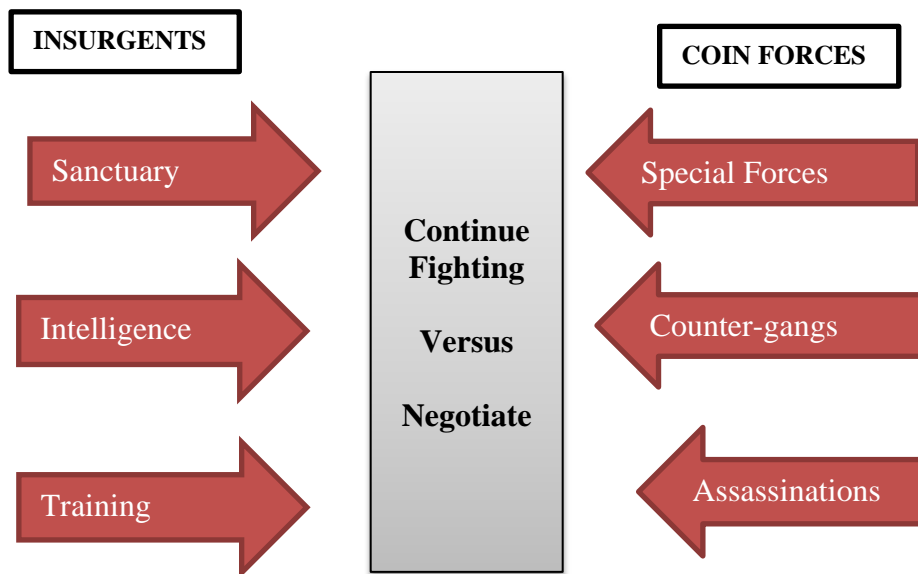 INSURGENTS
COIN FORCES
Sanctuary
Special Forces
Continue
Fighting
Versus
Negotiate
Intelligence
Counter-gangs
Training
Assassinations